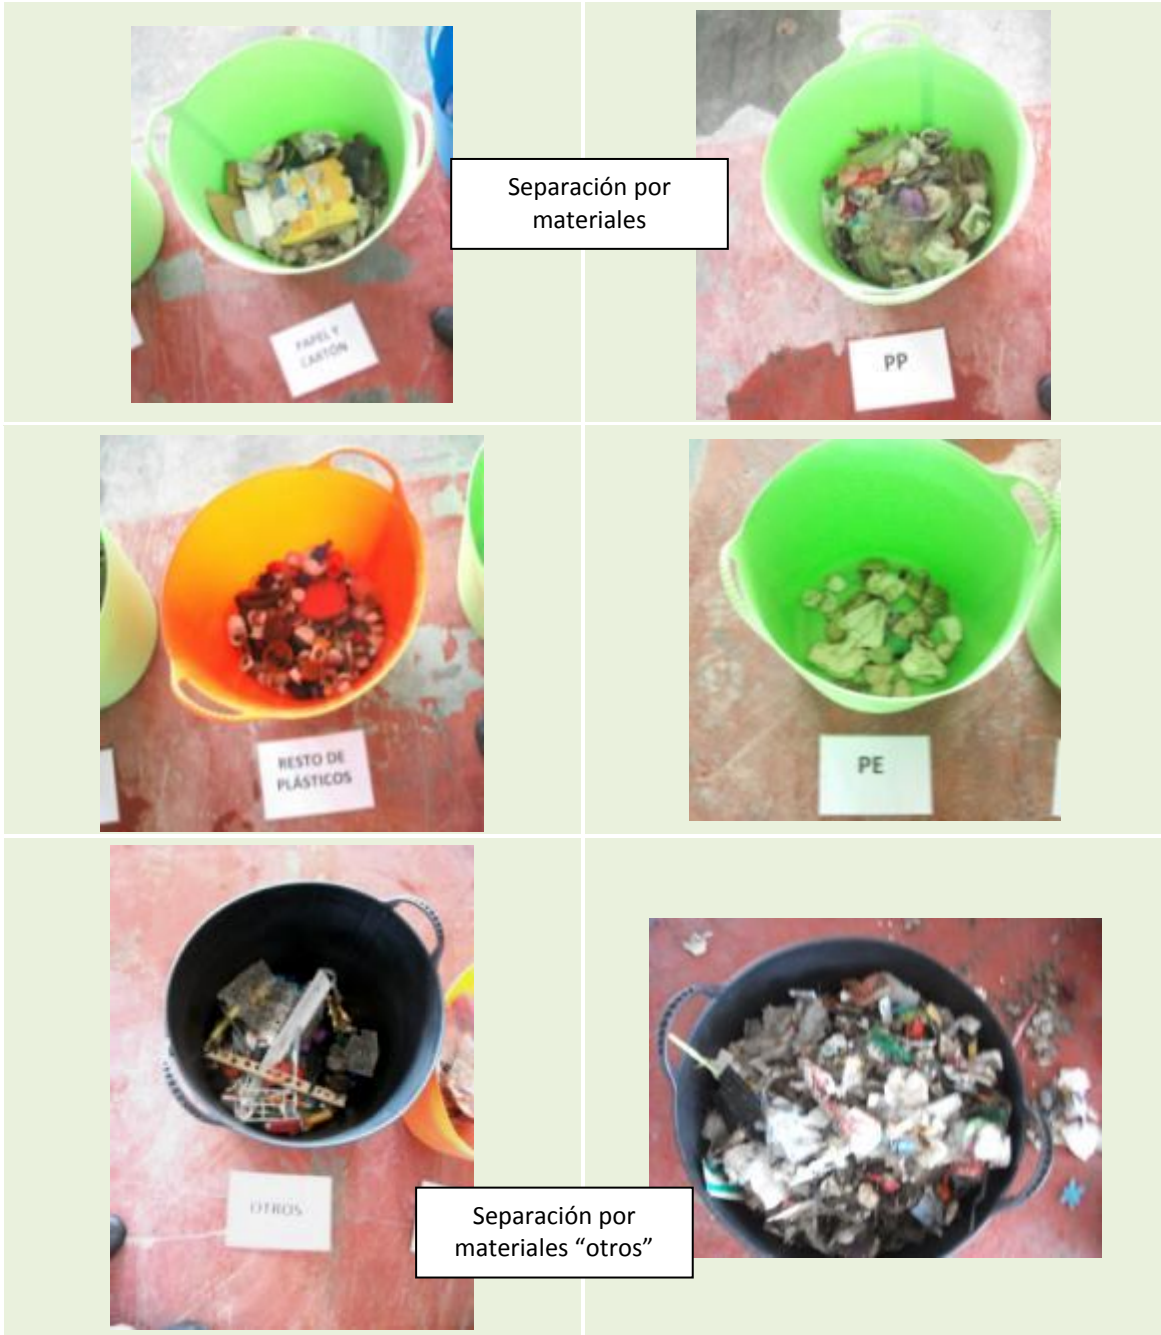 Separación por
materiales
PAPEL Y
CARTÓN
PP
RESTO DE
PLÁSTICOS
PE
OTROS
Separación por
materiales “otros”